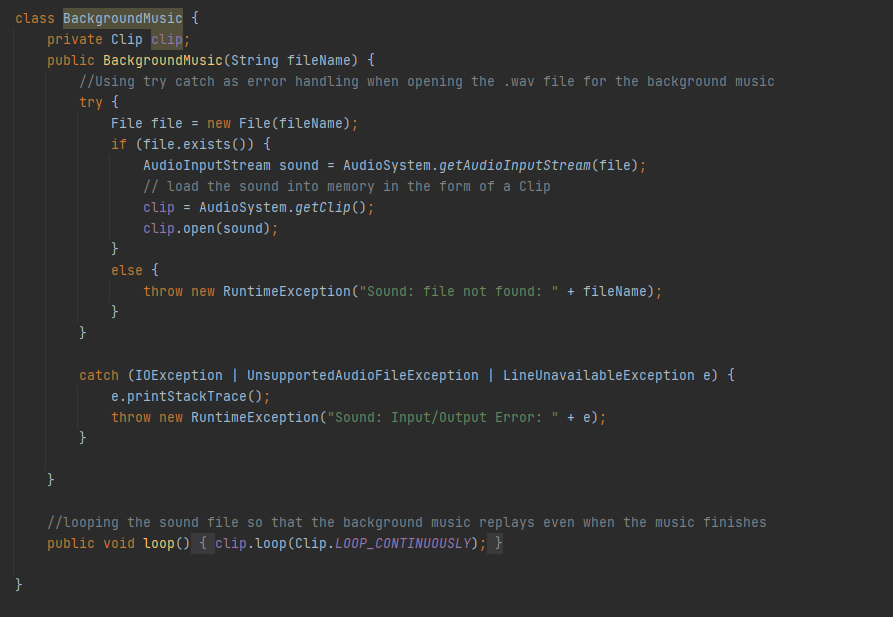 class BackgroundMusic {
    private Clip clip;
    public BackgroundMusic(String fileName) {
        //Using try catch as error handling when opening the .wav file for the background music
        try {
            File file = new File(fileName);
            if (file.exists()) {
                AudioInputStream sound = AudioSystem.getAudioInputStream(file);
                // load the sound into memory in the form of a Clip
                clip = AudioSystem.getClip();
                clip.open(sound);
            }
            else {
                throw new RuntimeException("Sound: file not found: " + fileName);
            }
        }
        catch (IOException | UnsupportedAudioFileException | LineUnavailableException e) {
            e.printStackTrace();
            throw new RuntimeException("Sound: Input/Output Error: " + e);
        }
    }
    //looping the sound file so that the background music replays even when the music finishes
    public void loop() { clip.loop(Clip.LOOP_CONTINUOUSLY); }
}